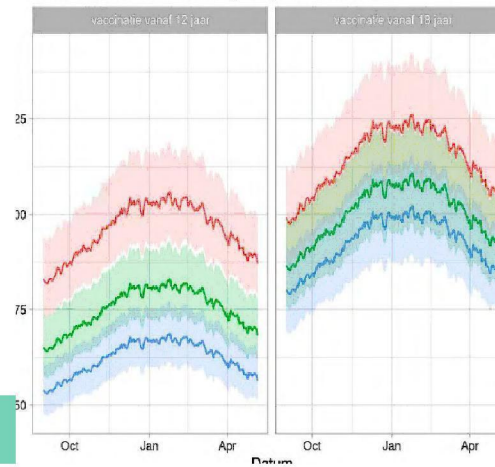 vaccinatie vanaf 12 jaar
vaccinatie vanaf 18 jaar
25
00
75
50
Oct Jan Apr
Oct Jan Apr
Datum